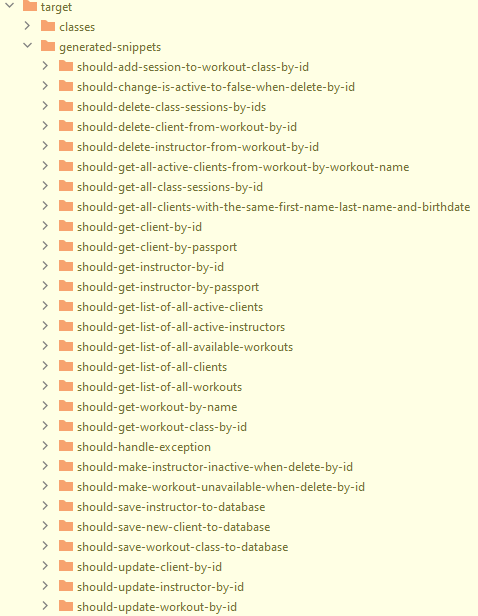 target
classes
generated-snippets
should-add-session-to-workout-class-by-id
should-change-is-active-to-false-when-delete-by-id
should-delete-class-sessions-by-ids
should-delete-client-from-workout-by-id
should-delete-instructor-from-workout-by-id
should-get-all-active-clients-from-workout-by-workout-name
should-get-all-class-sessions-by-id
should-get-all-clients-with-the-same-first-name-last-name-and-birthdate
should-get-client-by-id
should-get-client-by-passport
should-get-instructor-by-id
should-get-instructor-by-passport
should-get-list-of-all-active-clients
should-get-list-of-all-active-instructors
should-get-list-of-all-available-workouts
should-get-list-of-all-clients
should-get-list-of-all-workouts
should-get-workout-by-name
should-get-workout-class-by-id
should-handle-exception
should-make-instructor-inactive-when-delete-by-id
should-make-workout-unavailable-when-delete-by-id
should-save-instructor-to-database
should-save-new-client-to-database
should-save-workout-class-to-database
should-update-client-by-id
should-update-instructor-by-id
should-update-workout-by-id